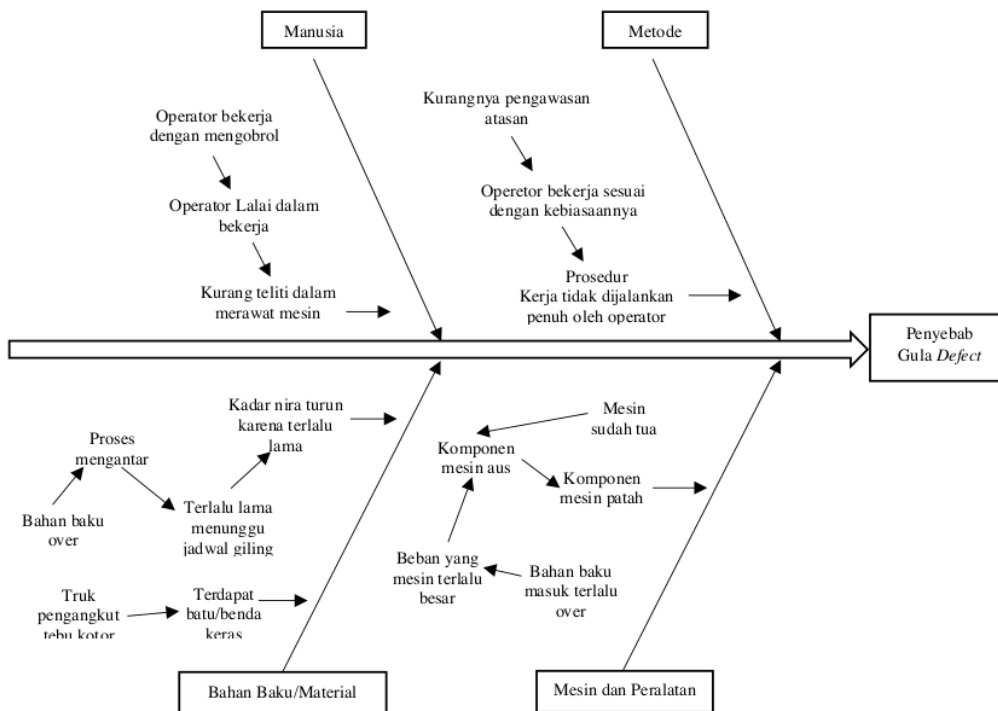 Manusia
Metode
Operator bekerja
dengan mengobrol
Operator Lalai dalam
bekerja
Kurang teliti dalam
merawat mesin
Kurangnya pengawasan
atasan
Operetor bekerja sesuai
dengan kebiasaannya
Prosedur
Kerja tidak dijalankan
penuh oleh operator
Penyebab
Gula Defect
Kadar nira turun
karena terlalu
lama
Proses
mengantar
Bahan baku
over
Terlalu lama
menunggu
jadwal giling
Truk
pengangkut
tebu kotor
Terdapat
batu/benda
keras
Mesin
sudah tua
Komponen
mesin aus
Komponen
mesin patah
Beban yang
mesin terlalu
besar
Bahan baku
masuk terlalu
over
Bahan Baku/Material
Mesin dan Peralatan